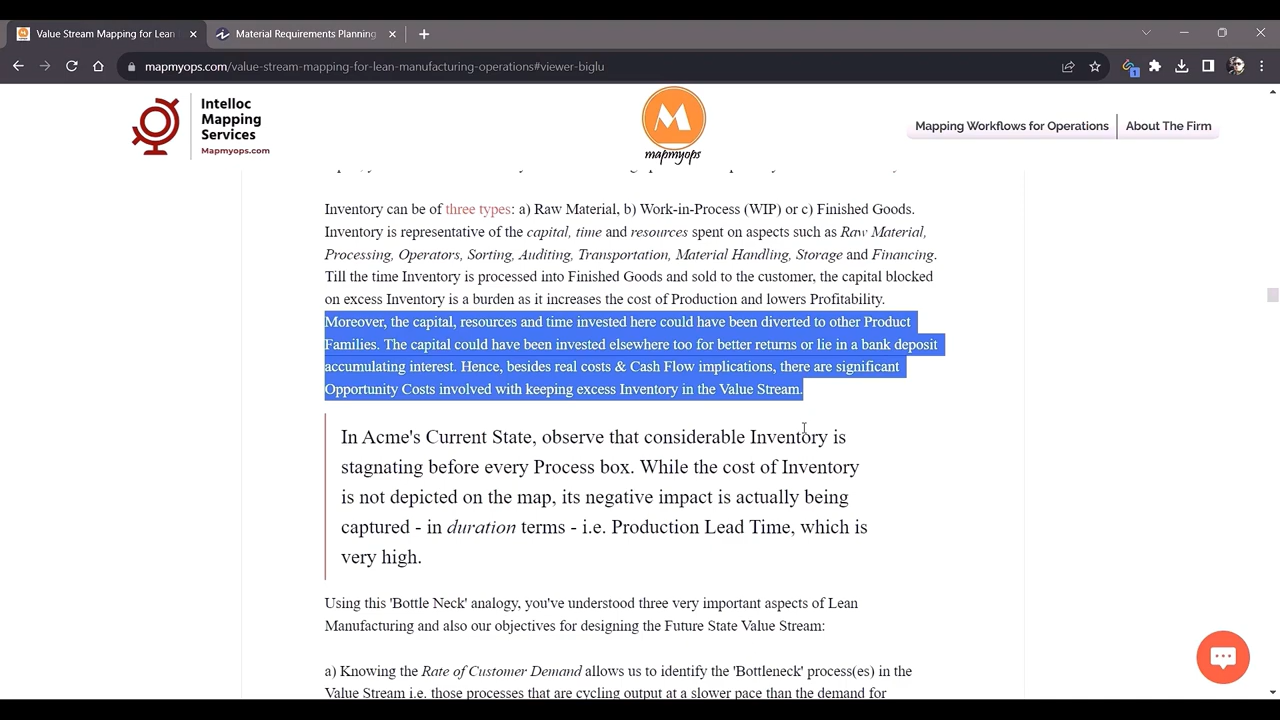 Value Stream Mapping for Lean
Material Requirements Planning
mapmyops.com/value-stream-mapping-for-lean-manufacturing-operations#viewer-biglu
1
Intelloc
Mapping
Services
Mapmyops.com
M
mapmyops
Mapping Workflows for Operations
About The Firm
Inventory can be of three types: a) Raw Material, b) Work-in-Process (WIP) or c) Finished Goods.
Inventory is representative of the capital, time and resources spent on aspects such as Raw Material,
Processing, Operators, Sorting, Auditing, Transportation, Material Handling, Storage and Financing.
Till the time Inventory is processed into Finished Goods and sold to the customer, the capital blocked
on excess Inventory is a burden as it increases the cost of Production and lowers Profitability.
Moreover, the capital, resources and time invested here could have been diverted to other Product
Families. The capital could have been invested elsewhere too for better returns or lie in a bank deposit
accumulating interest. Hence, besides real costs & Cash Flow implications, there are significant
Opportunity Costs involved with keeping excess Inventory in the Value Stream.
In Acme's Current State, observe that considerable Inventory is
stagnating before every Process box. While the cost of Inventory
is not depicted on the map, its negative impact is actually being
captured - in duration terms - i.e. Production Lead Time, which is
very high.
Using this 'Bottle Neck' analogy, you've understood three very important aspects of Lean
Manufacturing and also our objectives for designing the Future State Value Stream:
a) Knowing the Rate of Customer Demand allows us to identify the 'Bottleneck' process(es) in the
Value Stream i.e. those processes that are cycling output at a slower pace than the demand for